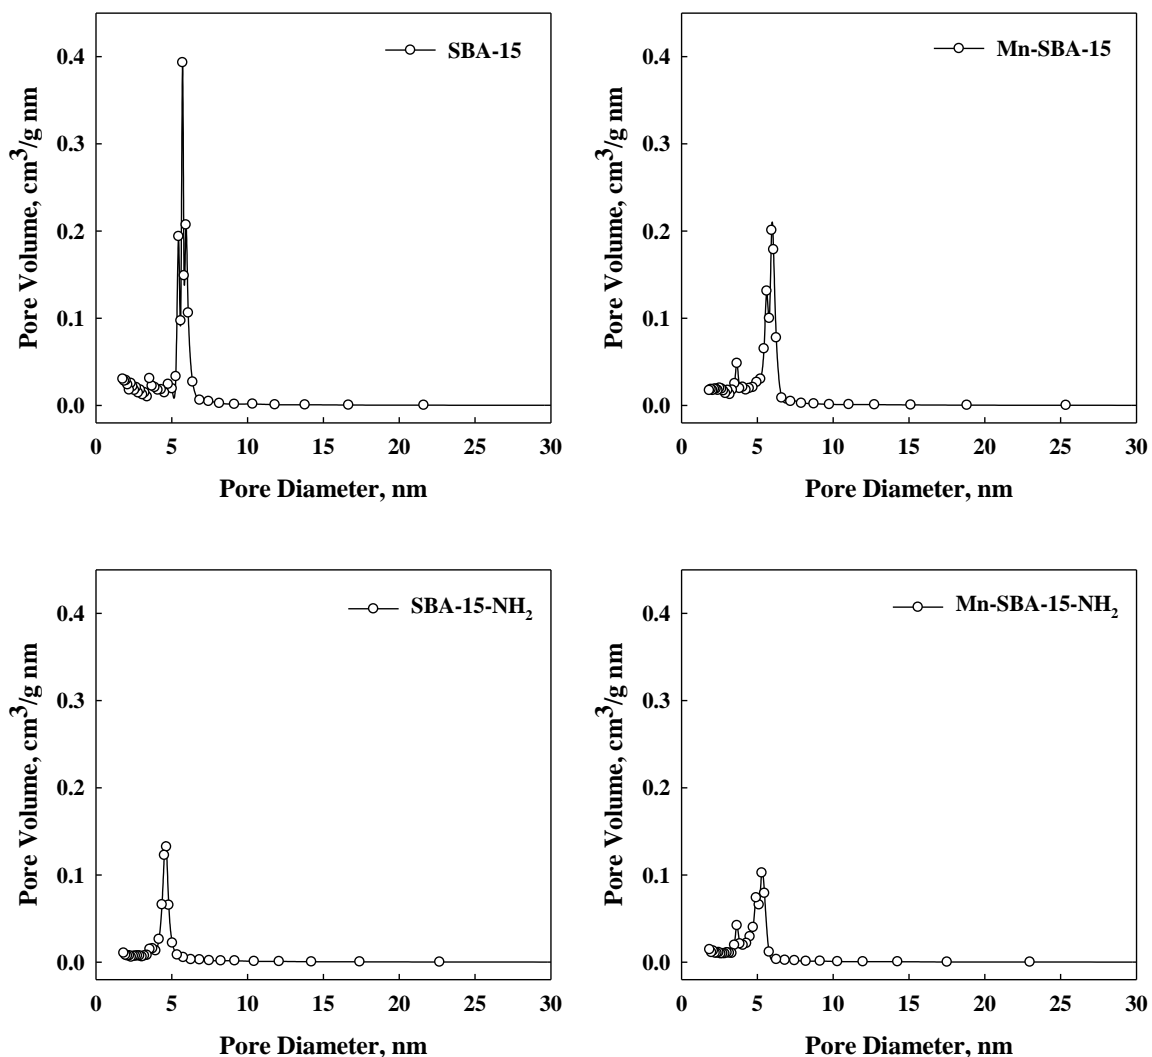 SBA-15
Pore Volume, cm³/g nm
0.4
0.3
0.2
0.1
0.0
0 5 10 15 20 25 30
Pore Diameter, nm
Mn-SBA-15
Pore Volume, cm³/g nm
0.4
0.3
0.2
0.1
0.0
0 5 10 15 20 25 30
Pore Diameter, nm
SBA-15-NH₂
Pore Volume, cm³/g nm
0.4
0.3
0.2
0.1
0.0
0 5 10 15 20 25 30
Pore Diameter, nm
Mn-SBA-15-NH₂
Pore Volume, cm³/g nm
0.4
0.3
0.2
0.1
0.0
0 5 10 15 20 25 30
Pore Diameter, nm